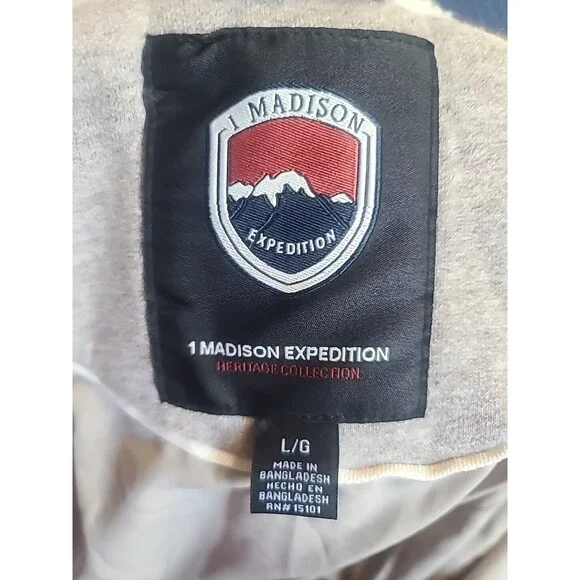 1 MADISON
EXPEDITION
1 MADISON EXPEDITION
HERITAGE COLLECTION
L/G
MADE IN
BANGLADESH
HECHO EN
BANGLADESH
RN# 15101